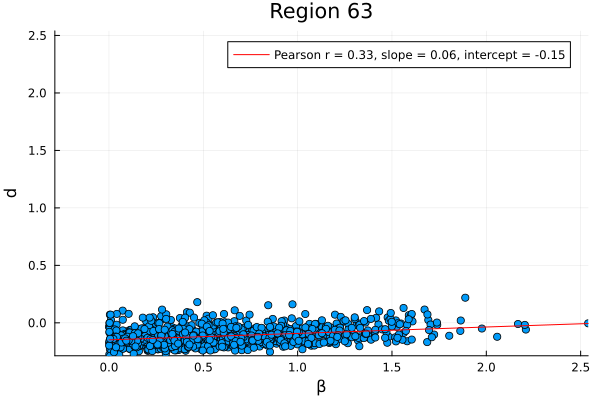 Region 63
Pearson r = 0.33, slope = 0.06, intercept = -0.15
2.5
2.0
1.5
1.0
0.5
0.0
d
0.0 0.5 1.0 1.5 2.0 2.5
β